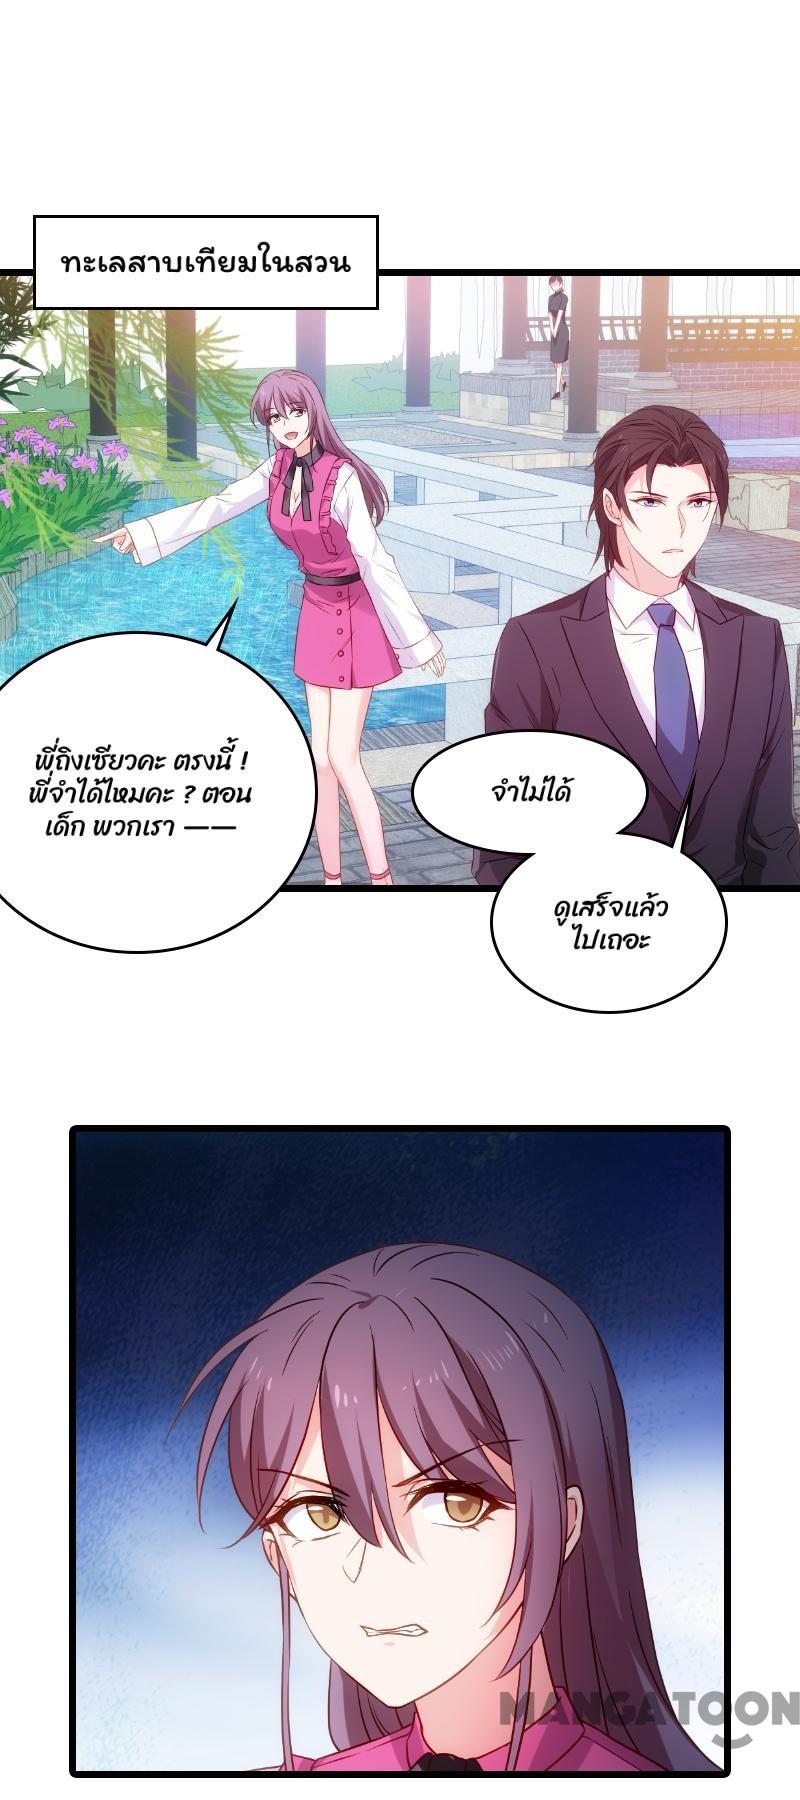 ทะเลสาบเทียมในสวน
พี่ถิงเซียวคะ ตรงนี้ !
พี่จำได้ไหมคะ ? ตอน
เด็ก พวกเรา ——
จำไม่ได้
ดูเสร็จแล้ว
ไปเถอะ
MANGATOON